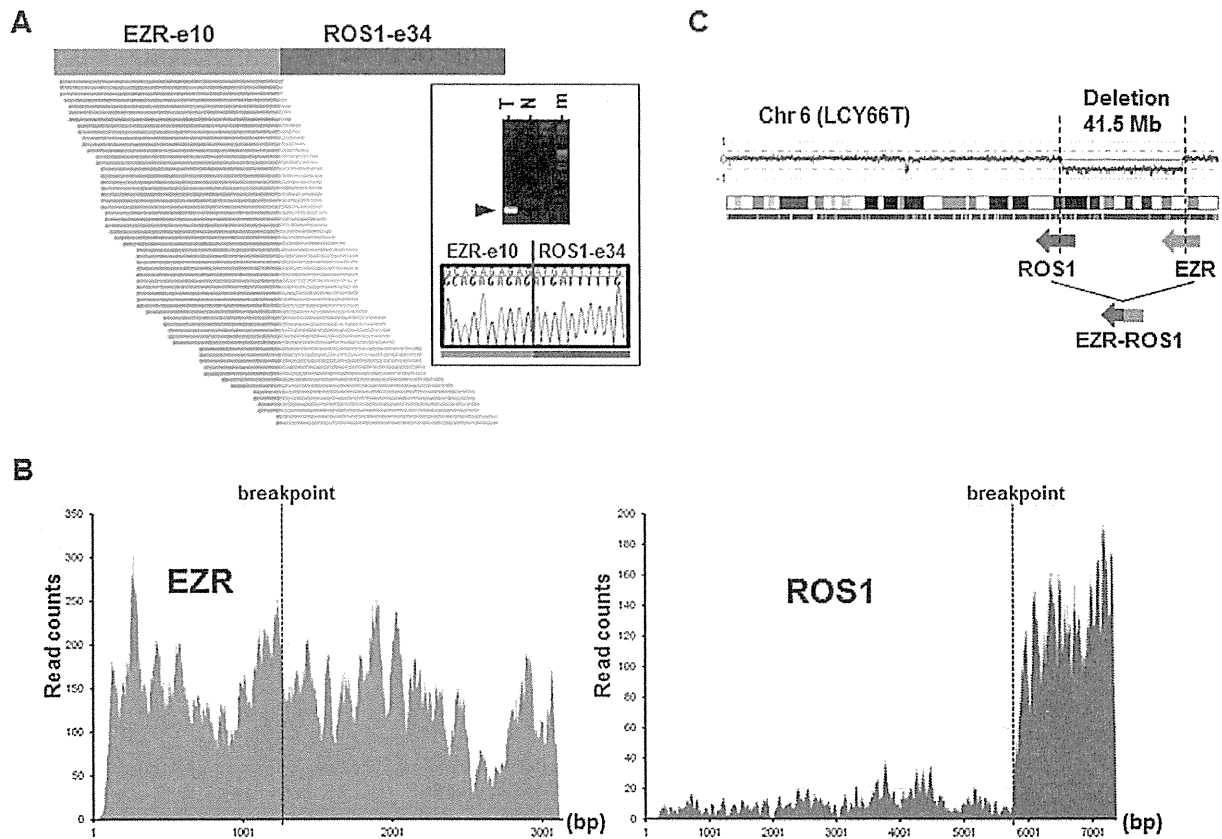 A
EZR-e10 ROS1-e34
T N m
EZR-e10 ROS1-e34
C
Chr 6 (LCY66T)
Deletion
41.5 Mb
1
0
-1
ROS1
EZR
EZR-ROS1
B
breakpoint
EZR
Read counts
350
300
250
200
150
100
50
0
1 1001 2001 3001 (bp)
breakpoint
ROS1
Read counts
200
180
160
140
120
100
80
60
40
20
0
1 1001 2001 3001 4001 5001 6001 7001 (bp)